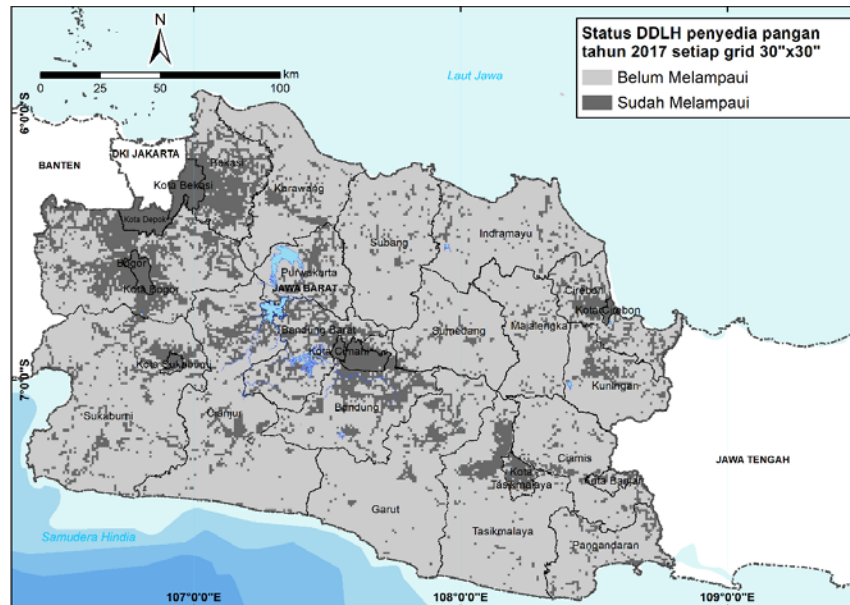 N
0 12.5 25 50 75 100
km
Status DDLH penyedia pangan
tahun 2017 setiap grid 30"x30"
Belum Melampaui
Sudah Melampaui
Laut Jawa
6°0'0"S
BANTEN
DKI JAKARTA
Bekasi
Kota Bekasi
Karawang
Kota Depok
Subang
Indramayu
Bogor
Kota Bogor
Purwakarta
JAWA BARAT
Cirebon
Kota Cirebon
Bandung Barat
Sumedang
Majalengka
Kota Cimahi
Kota Sukabumi
7°0'0"S
Kuningan
Sukabumi
Cianjur
Bandung
Ciamis
JAWA TENGAH
Kota
Tasikmalaya
Kota Banjar
Garut
Tasikmalaya
Pangandaran
Samudera Hindia
107°0'0"E
108°0'0"E
109°0'0"E